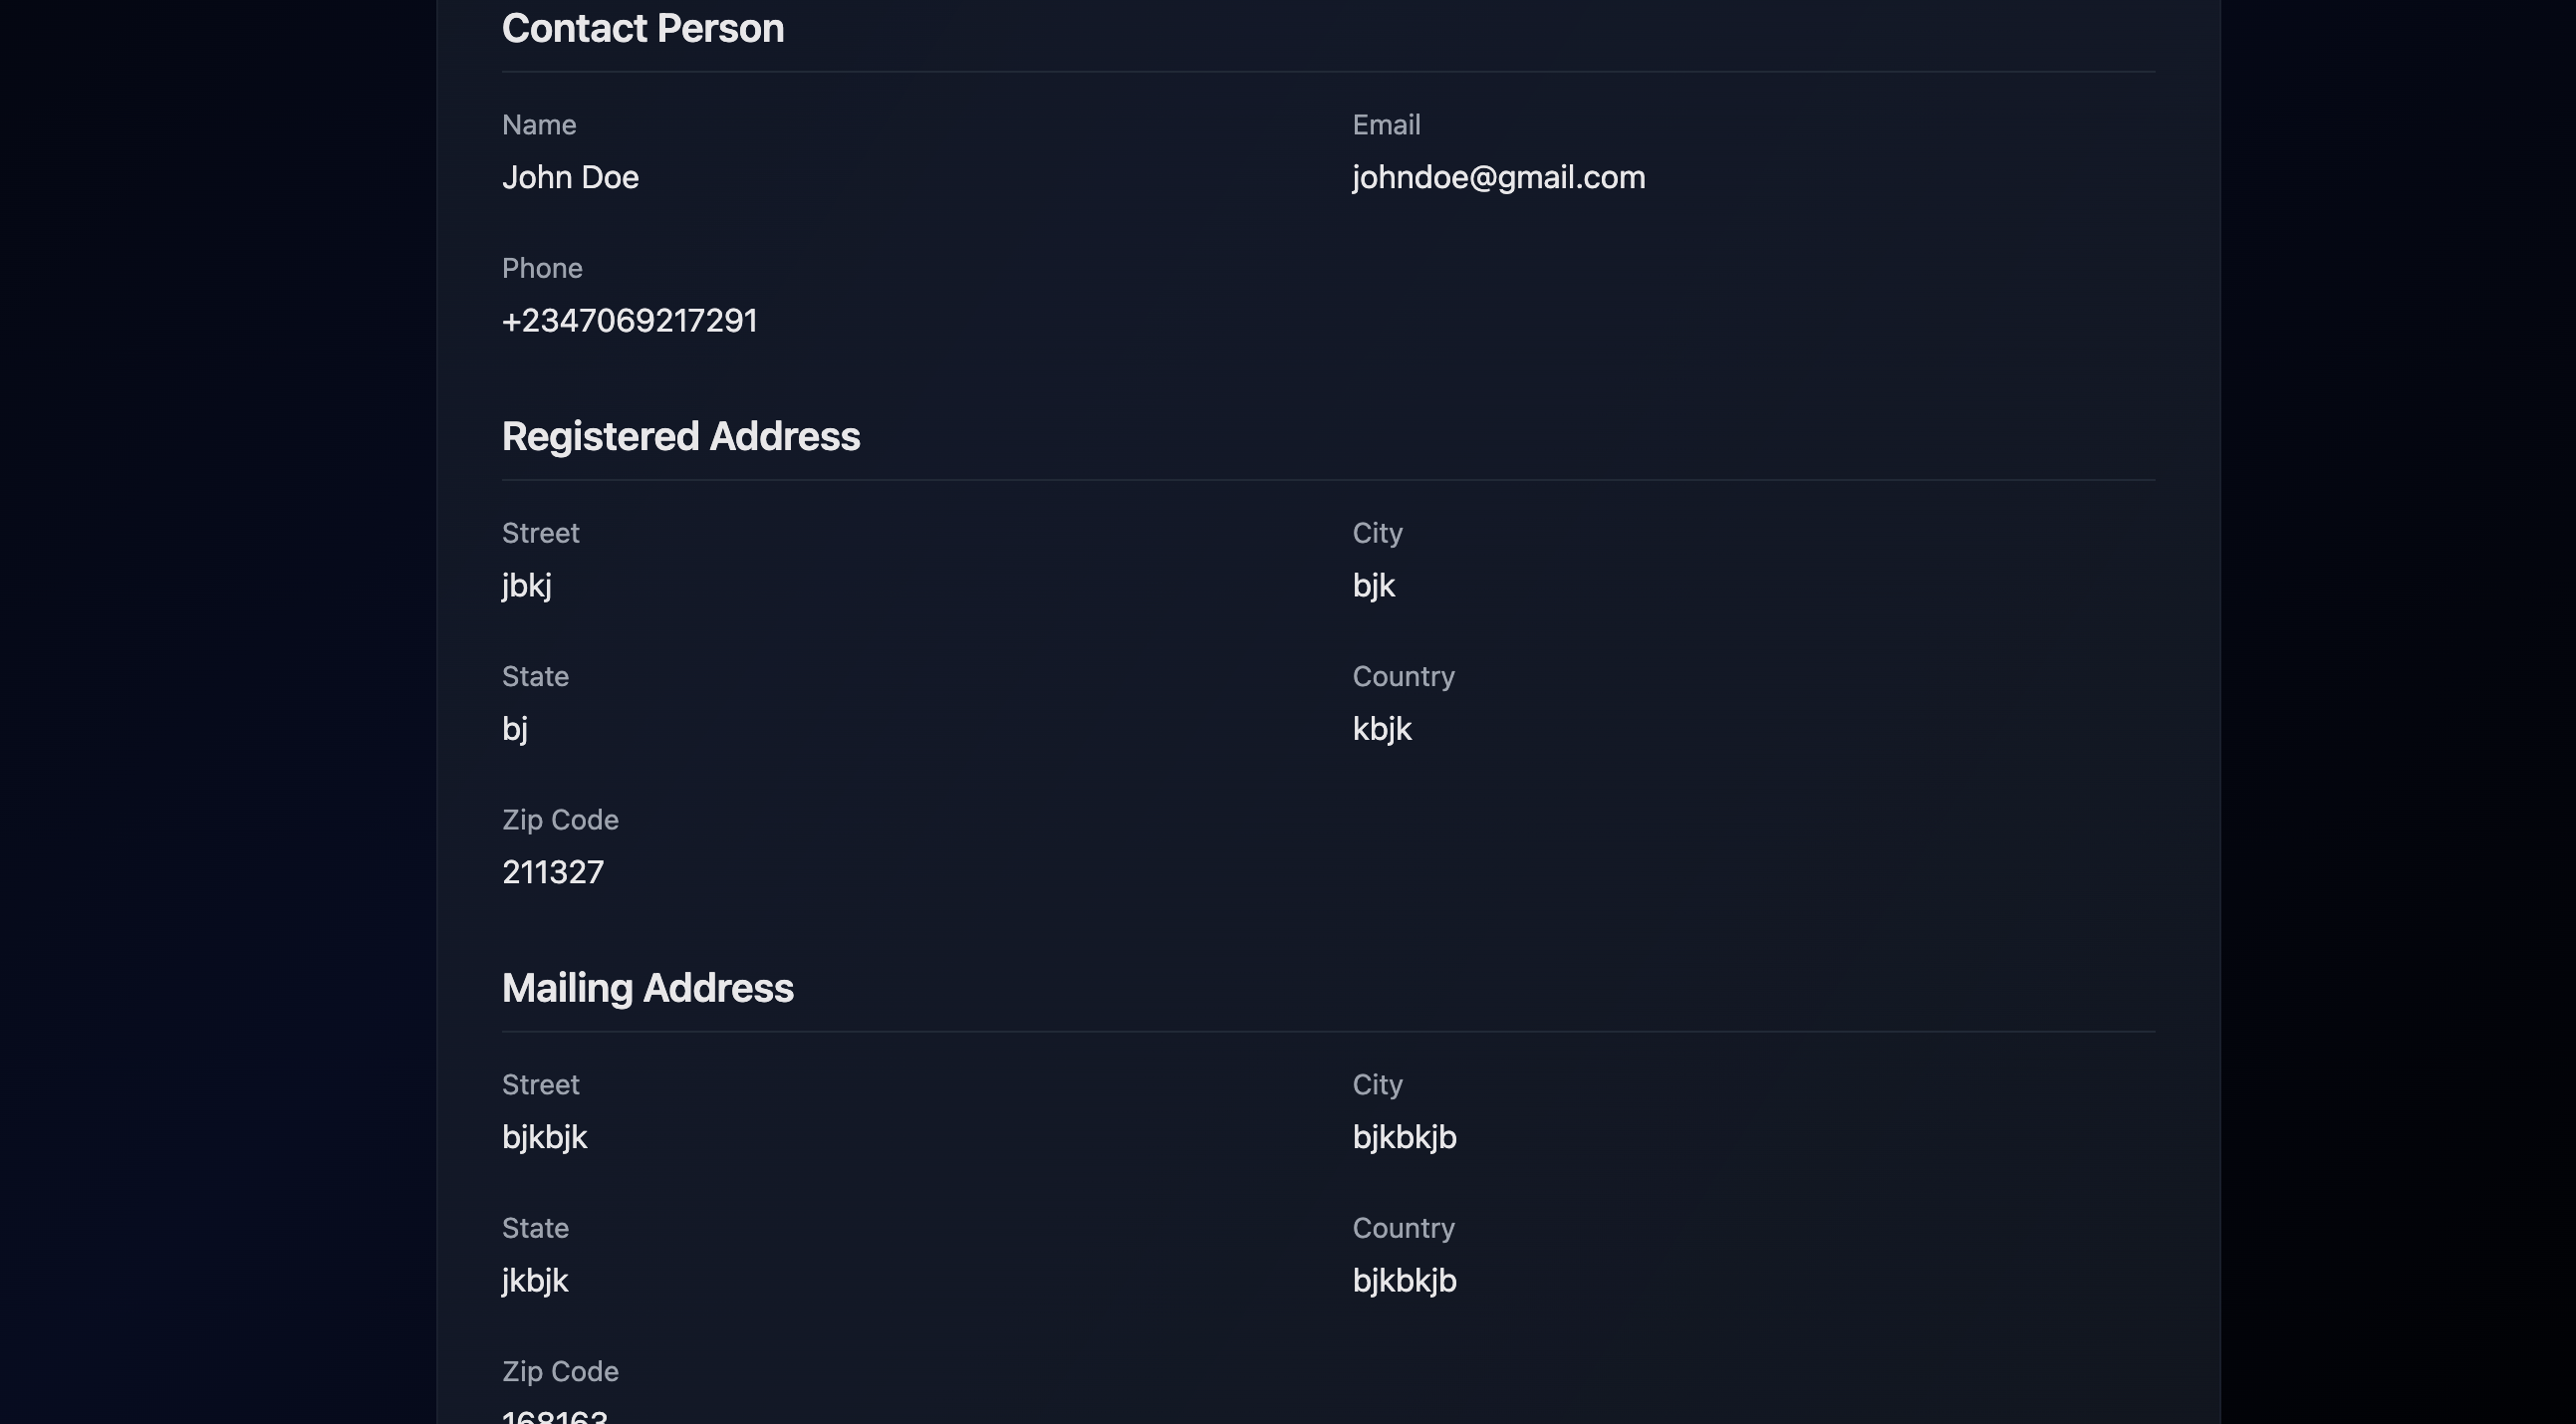 Contact Person
Name
Email
John Doe
johndoe@gmail.com
Phone
+2347069217291
Registered Address
Street
City
jbkj
bjk
State
Country
bj
kbjk
Zip Code
211327
Mailing Address
Street
City
bjkbjk
bjkbkjb
State
Country
jkbjk
bjkbkjb
Zip Code
168163